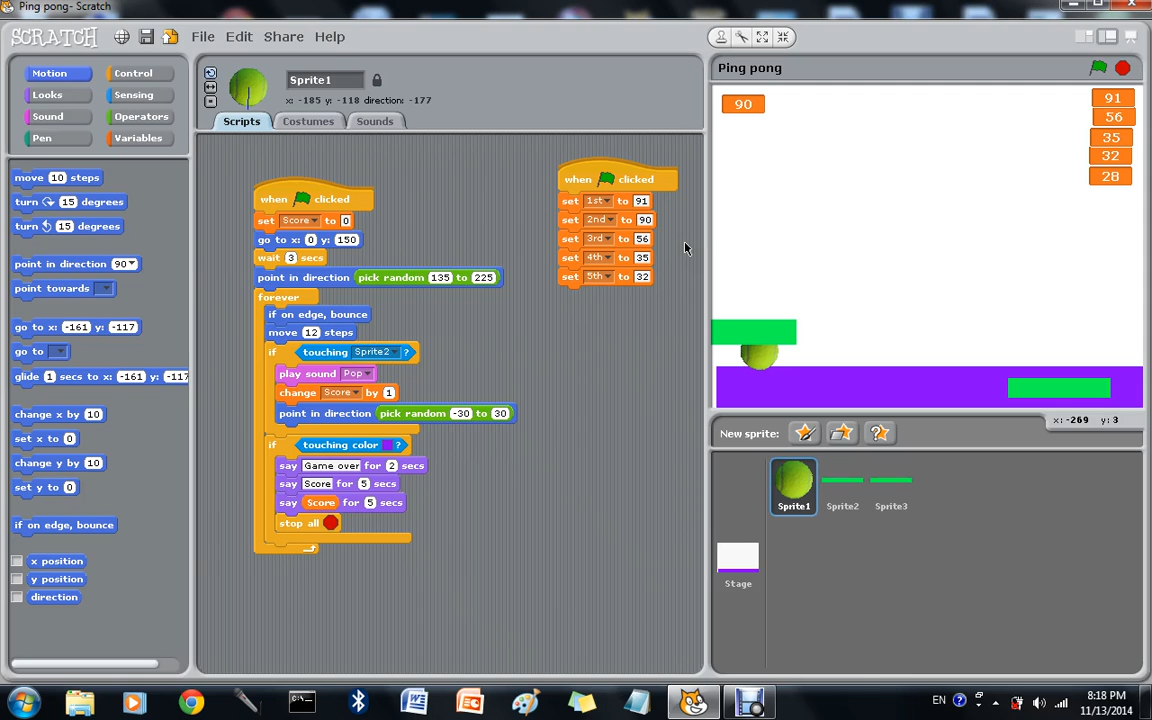 Ping pong- Scratch
SCRATCH File Edit Share Help
Motion Control
Looks Sensing
Sound Operators
Pen Variables
move 10 steps
turn 15 degrees
turn 15 degrees
point in direction 90
point towards
go to x: -161 y: -117
go to
glide 1 secs to x: -161 y: -117
change x by 10
set x to 0
change y by 10
set y to 0
if on edge, bounce
x position
y position
direction
Sprite1
x: -185 y: -118 direction: -177
Scripts Costumes Sounds
when clicked
set Score to 0
go to x: 0 y: 150
wait 3 secs
point in direction pick random 135 to 225
forever
if on edge, bounce
move 12 steps
if touching Sprite2 ?
play sound Pop
change Score by 1
point in direction pick random -30 to 30
if touching color ?
say Game over for 2 secs
say Score for 5 secs
say Score for 5 secs
stop all
when clicked
set 1st to 91
set 2nd to 90
set 3rd to 56
set 4th to 35
set 5th to 32
Ping pong
90
91
56
35
32
28
x: -269 y: 3
New sprite:
Sprite1 Sprite2 Sprite3
Stage
EN
8:18 PM
11/13/2014